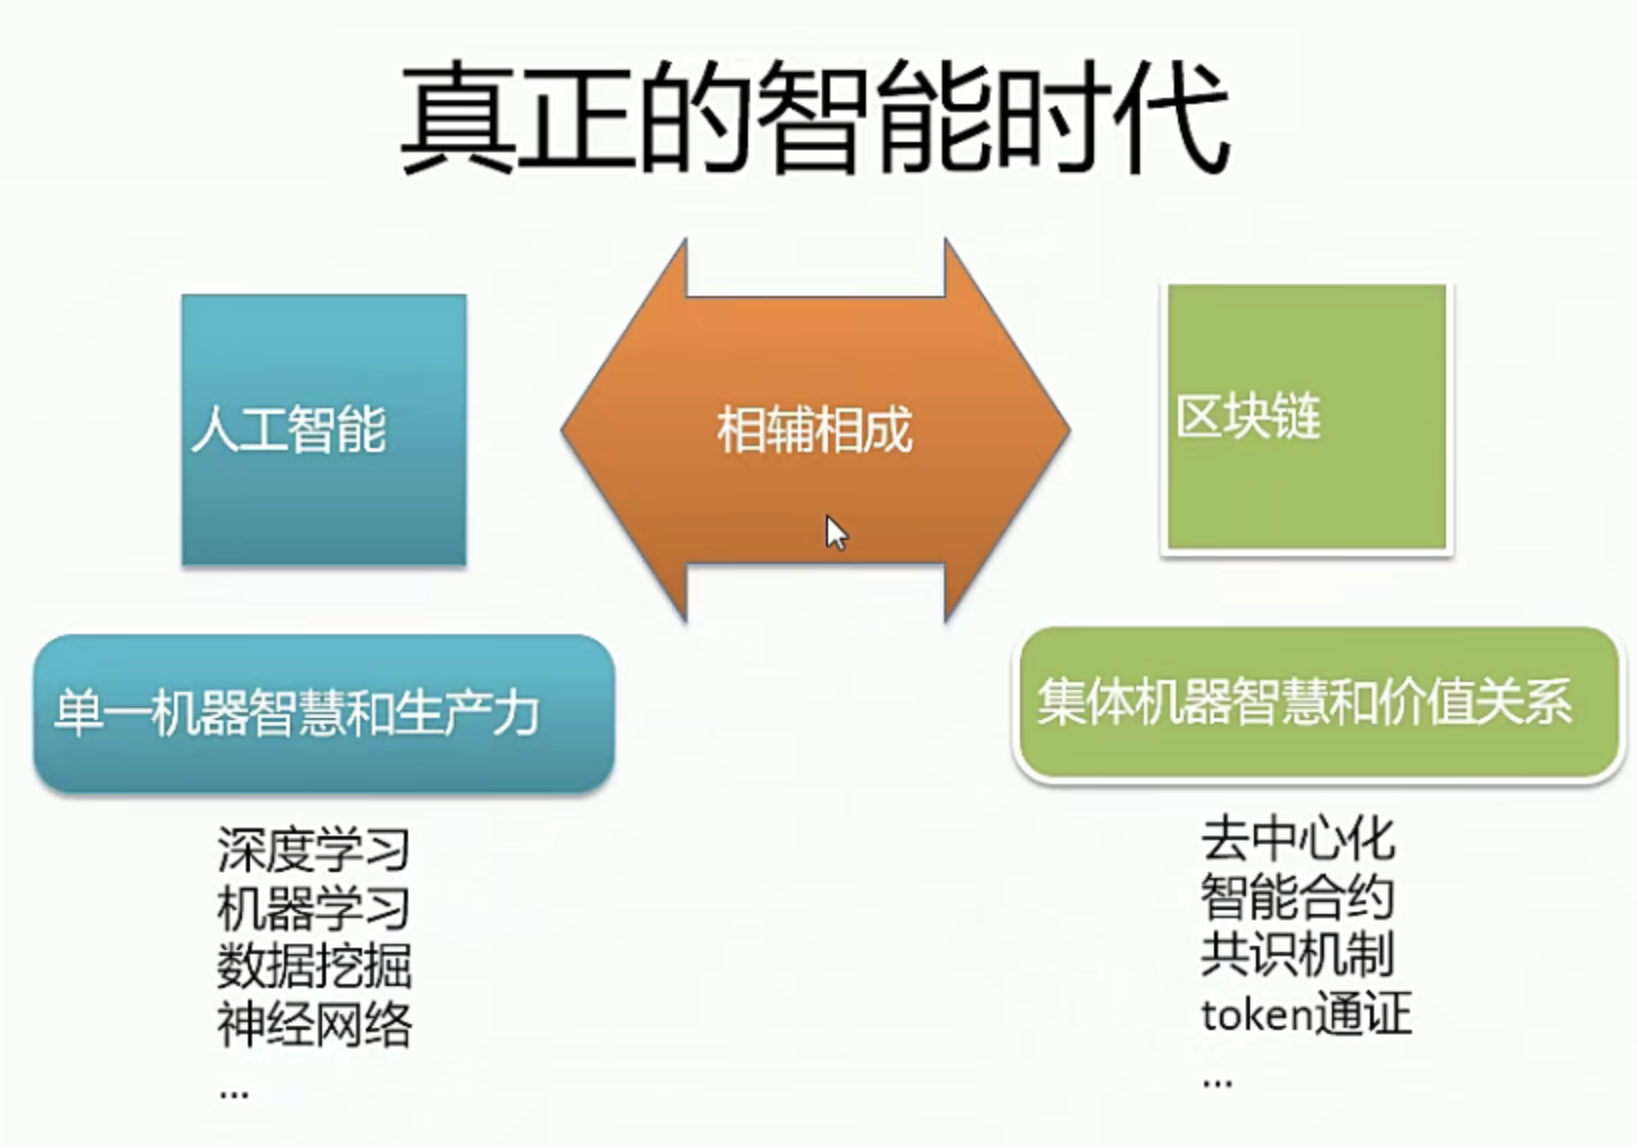 真正的智能时代
人工智能
相辅相成
区块链
单一机器智慧和生产力
集体机器智慧和价值关系
深度学习
机器学习
数据挖掘
神经网络
...
去中心化
智能合约
共识机制
token通证
...